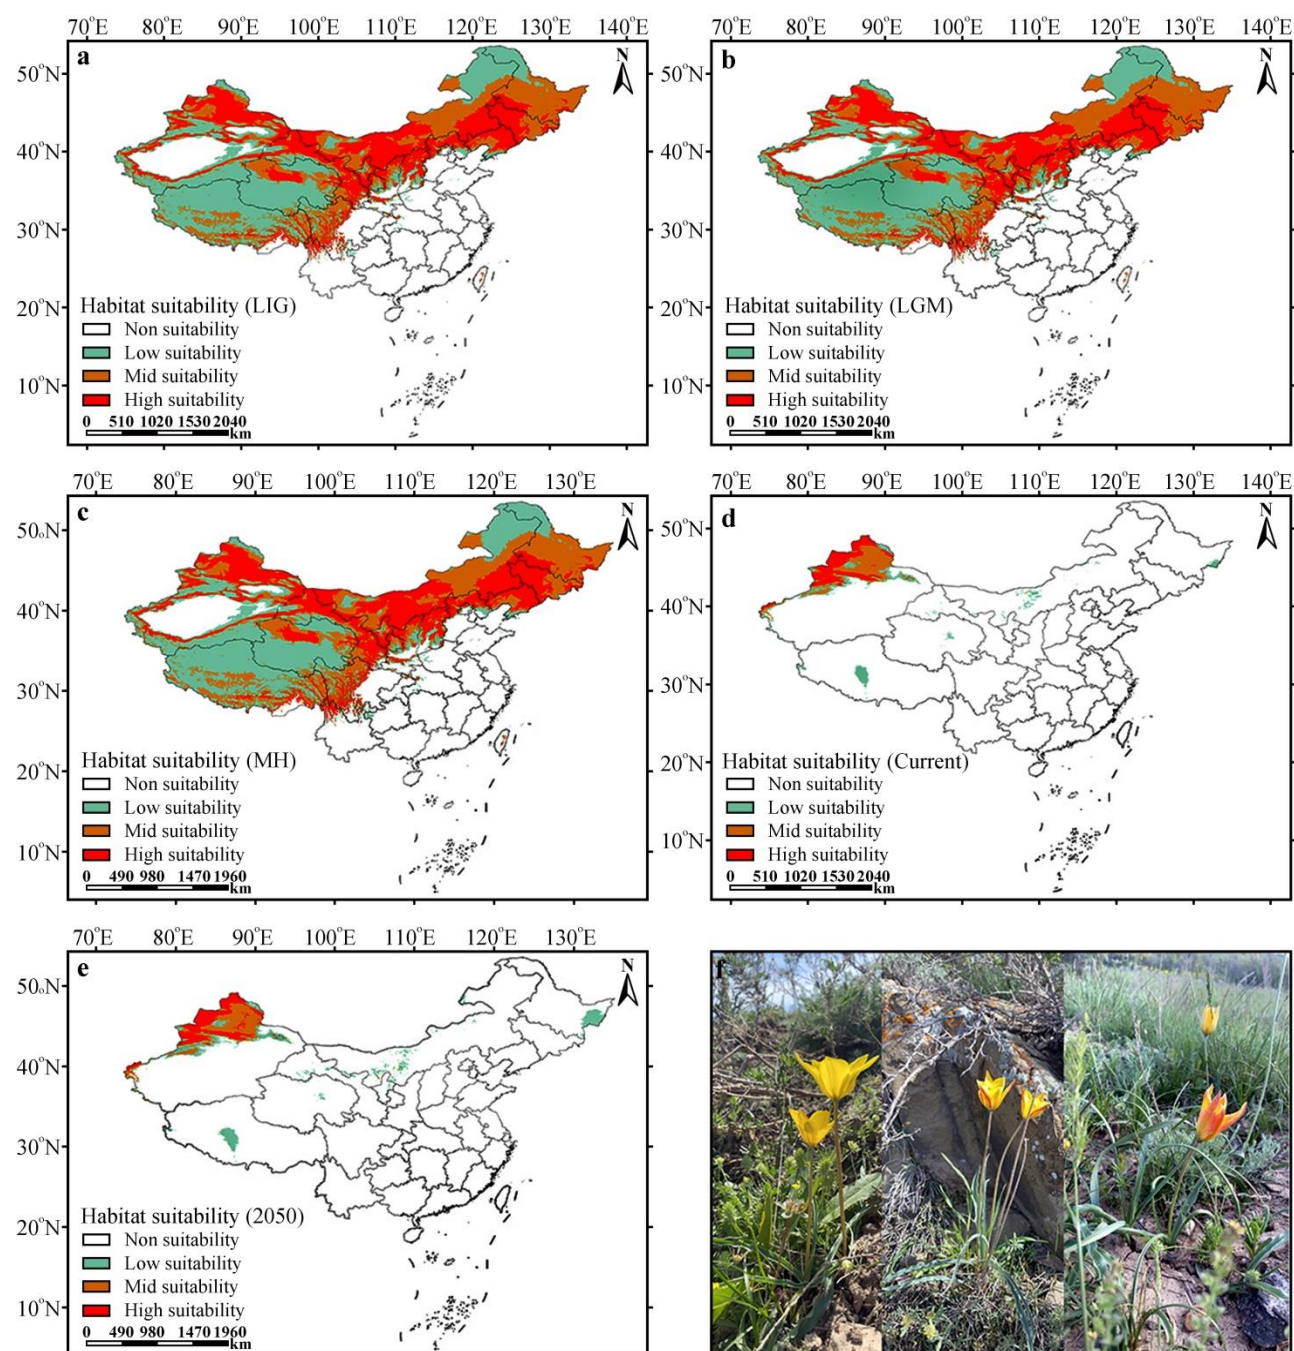 70°E 80°E 90°E 100°E 110°E 120°E 130°E 140°E
a
N
50°N
40°N
30°N
20°N
10°N
Habitat suitability (LIG)
Non suitability
Low suitability
Mid suitability
High suitability
0 510 1020 1530 2040
km
70°E 80°E 90°E 100°E 110°E 120°E 130°E 140°E
b
N
50°N
40°N
30°N
20°N
10°N
Habitat suitability (LGM)
Non suitability
Low suitability
Mid suitability
High suitability
0 510 1020 1530 2040
km
70°E 80°E 90°E 100°E 110°E 120°E 130°E
c
N
50°N
40°N
30°N
20°N
10°N
Habitat suitability (MH)
Non suitability
Low suitability
Mid suitability
High suitability
0 490 980 1470 1960
km
70°E 80°E 90°E 100°E 110°E 120°E 130°E 140°E
d
N
50°N
40°N
30°N
20°N
10°N
Habitat suitability (Current)
Non suitability
Low suitability
Mid suitability
High suitability
0 510 1020 1530 2040
km
70°E 80°E 90°E 100°E 110°E 120°E 130°E
e
N
50°N
40°N
30°N
20°N
10°N
Habitat suitability (2050)
Non suitability
Low suitability
Mid suitability
High suitability
0 490 980 1470 1960
km
f